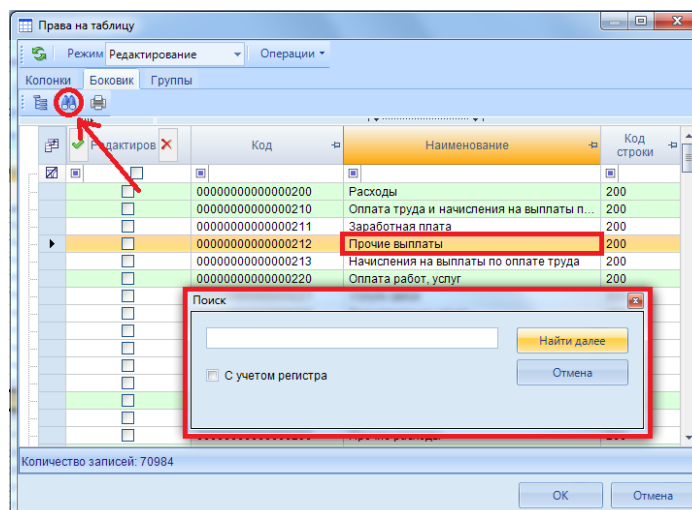 Права на таблицу
Режим Редактирование Операции
Колонки Боковик Группы
Редактиров Код Наименование Код строки
00000000000000200 Расходы 200
00000000000000210 Оплата труда и начисления на выплаты п... 200
00000000000000211 Заработная плата 200
00000000000000212 Прочие выплаты 200
00000000000000213 Начисления на выплаты по оплате труда 200
00000000000000220 Оплата работ, услуг 200
Поиск
Найти далее
С учетом регистра
Отмена
Количество записей: 70984
OK Отмена